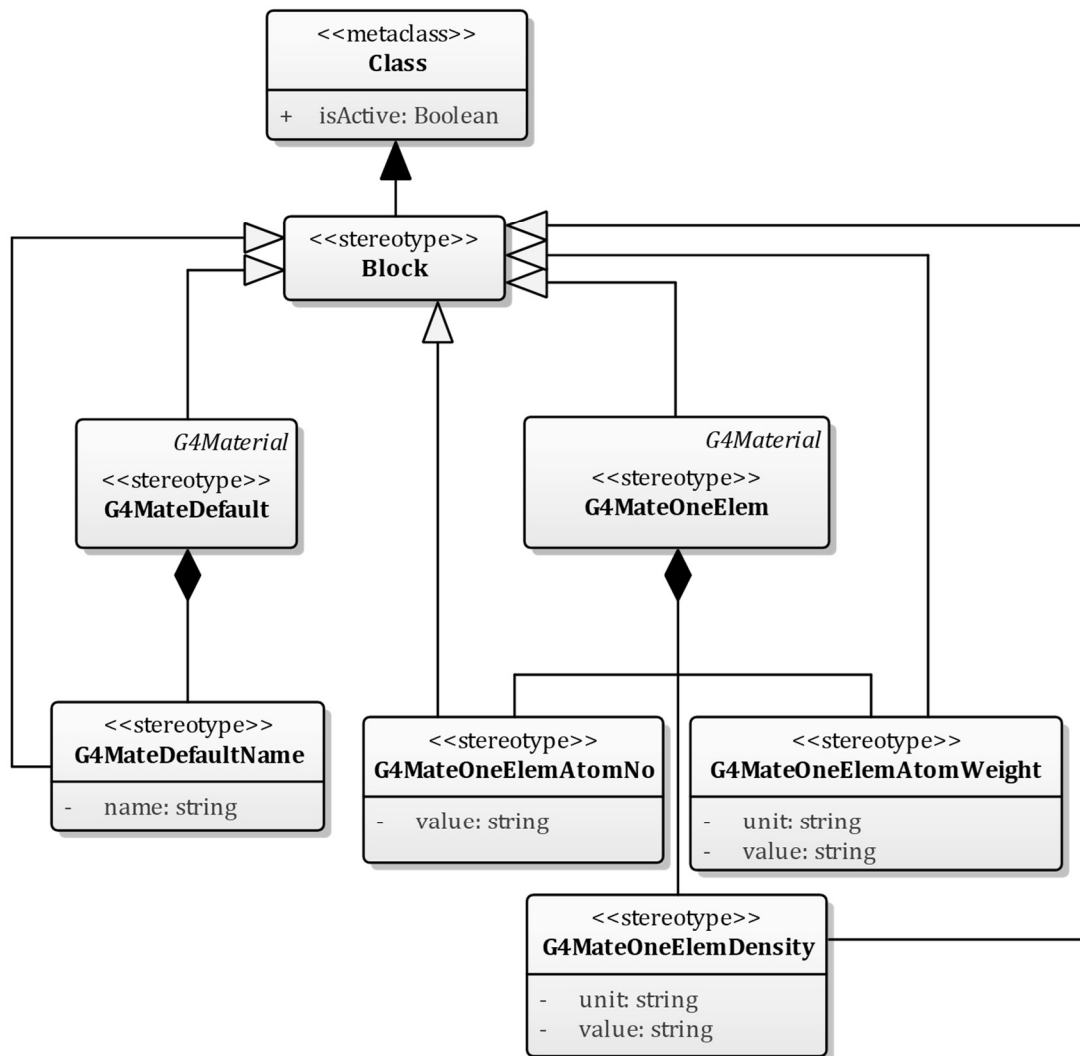 <<metaclass>>
Class
+ isActive: Boolean
<<stereotype>>
Block
G4Material
<<stereotype>>
G4MateDefault
G4Material
<<stereotype>>
G4MateOneElem
<<stereotype>>
G4MateDefaultName
- name: string
<<stereotype>>
G4MateOneElemAtomNo
- value: string
<<stereotype>>
G4MateOneElemAtomWeight
- unit: string
- value: string
<<stereotype>>
G4MateOneElemDensity
- unit: string
- value: string